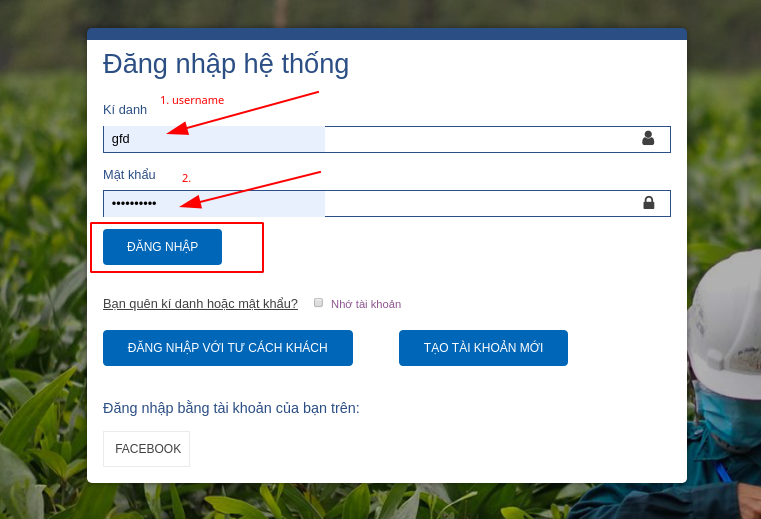 Đăng nhập hệ thống
1. username
Kí danh
gfd
Mật khẩu
2.
••••••••••
ĐĂNG NHẬP
Bạn quên kí danh hoặc mật khẩu? Nhớ tài khoản
ĐĂNG NHẬP VỚI TƯ CÁCH KHÁCH TẠO TÀI KHOẢN MỚI
Đăng nhập bằng tài khoản của bạn trên:
FACEBOOK